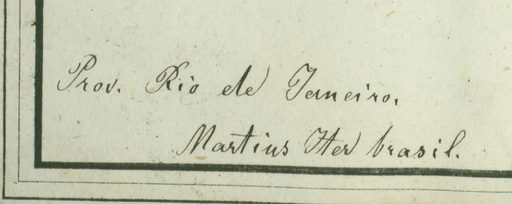 Prov. Rio de Janeiro.
Martius Iter brasil.